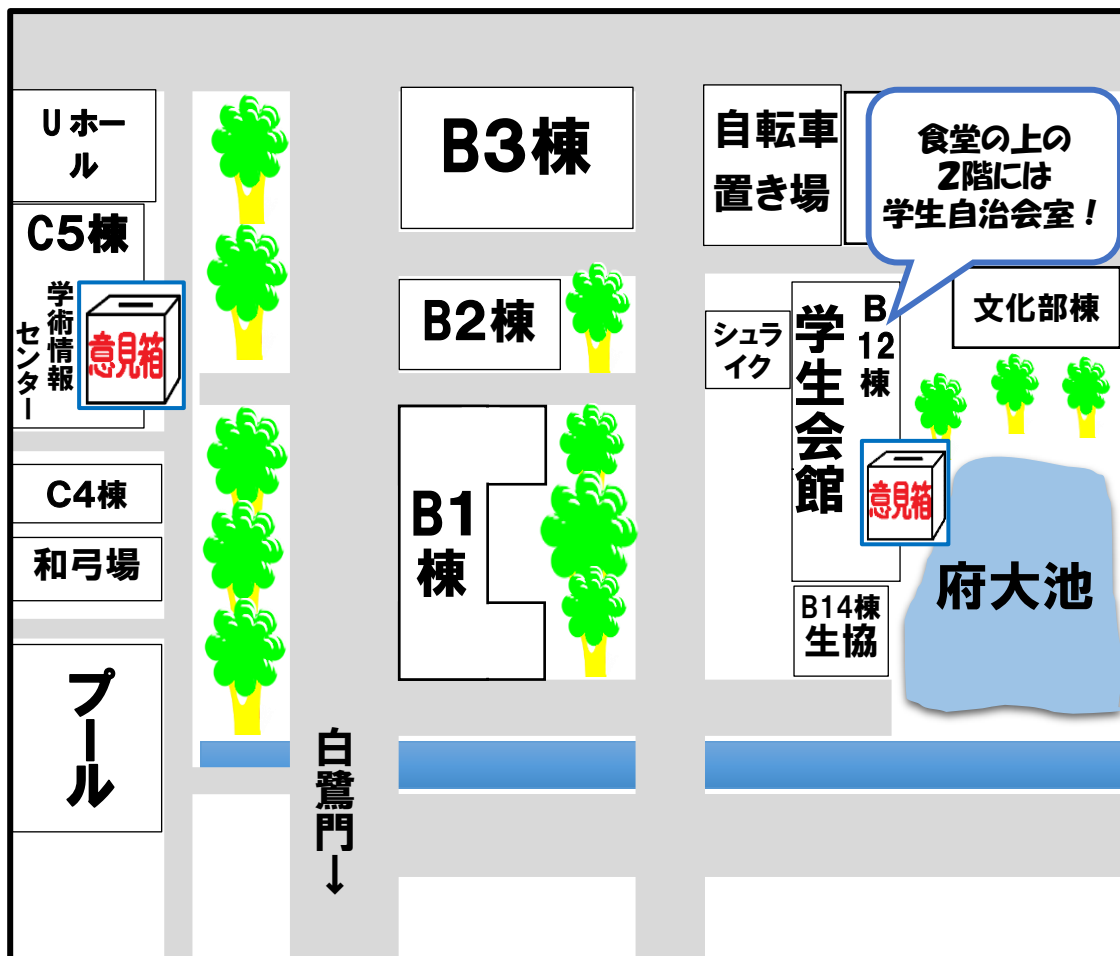 Uホー
ル
C5棟
学術情報
センター
意見箱
C4棟
和弓場
プール
白鷺門↓
B3棟
B2棟
B1
棟
自転車
置き場
食堂の上の
2階には
学生自治会室！
文化部棟
シュラ
イク
学生会館
B12棟
意見箱
B14棟
生協
府大池